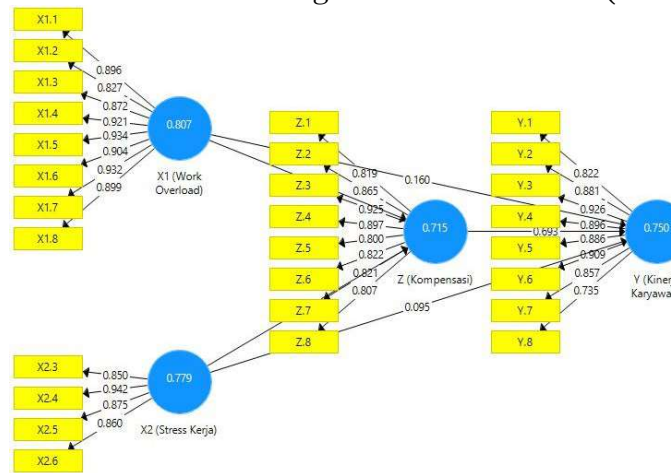 X1.1
X1.2
X1.3
X1.4
X1.5
X1.6
X1.7
X1.8
0.896
0.827
0.872
0.921
0.934
0.904
0.932
0.899
0.807
X1 (Work
Overload)
Z.1
Z.2
Z.3
Z.4
Z.5
Z.6
Z.7
Z.8
0.819
0.865
0.925
0.897
0.800
0.822
0.821
0.807
0.715
Z (Kompensasi)
0.160
0.693
0.095
Y.1
Y.2
Y.3
Y.4
Y.5
Y.6
Y.7
Y.8
0.822
0.881
0.926
0.896
0.886
0.909
0.857
0.735
0.750
Y (Kiner
Karyawa
X2.3
X2.4
X2.5
X2.6
0.850
0.942
0.875
0.860
0.779
X2 (Stress Kerja)